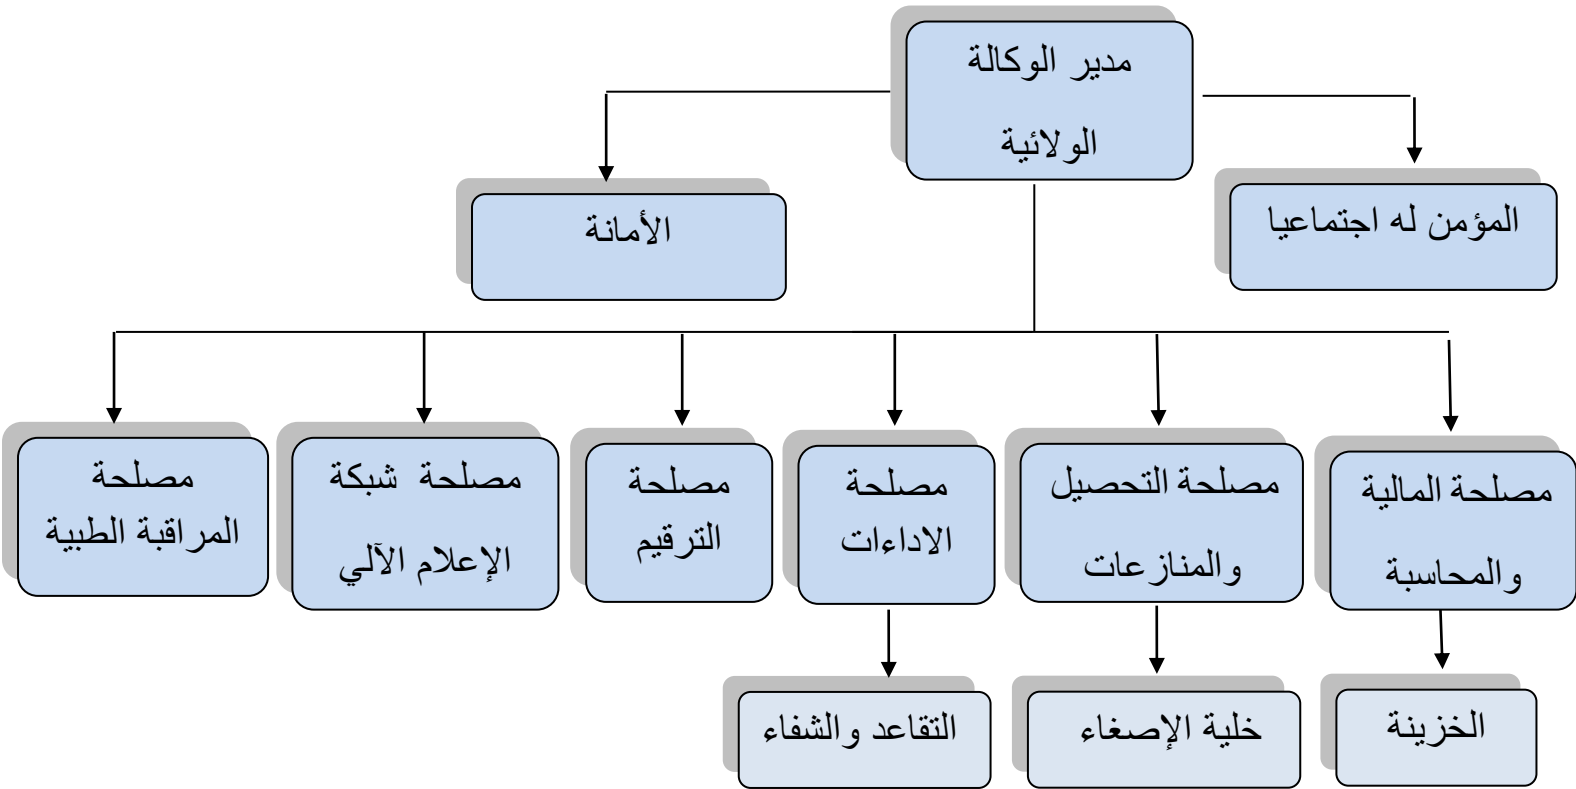 مدير الوكالة
الولائية
المؤمن له اجتماعيا
الأمانة
مصلحة المالية
والمحاسبة
مصلحة التحصيل
والمنازعات
مصلحة
الاداءات
مصلحة
الترقيم
مصلحة شبكة
الإعلام الآلي
مصلحة
المراقبة الطبية
الخزينة
خلية الإصغاء
التقاعد والشفاء